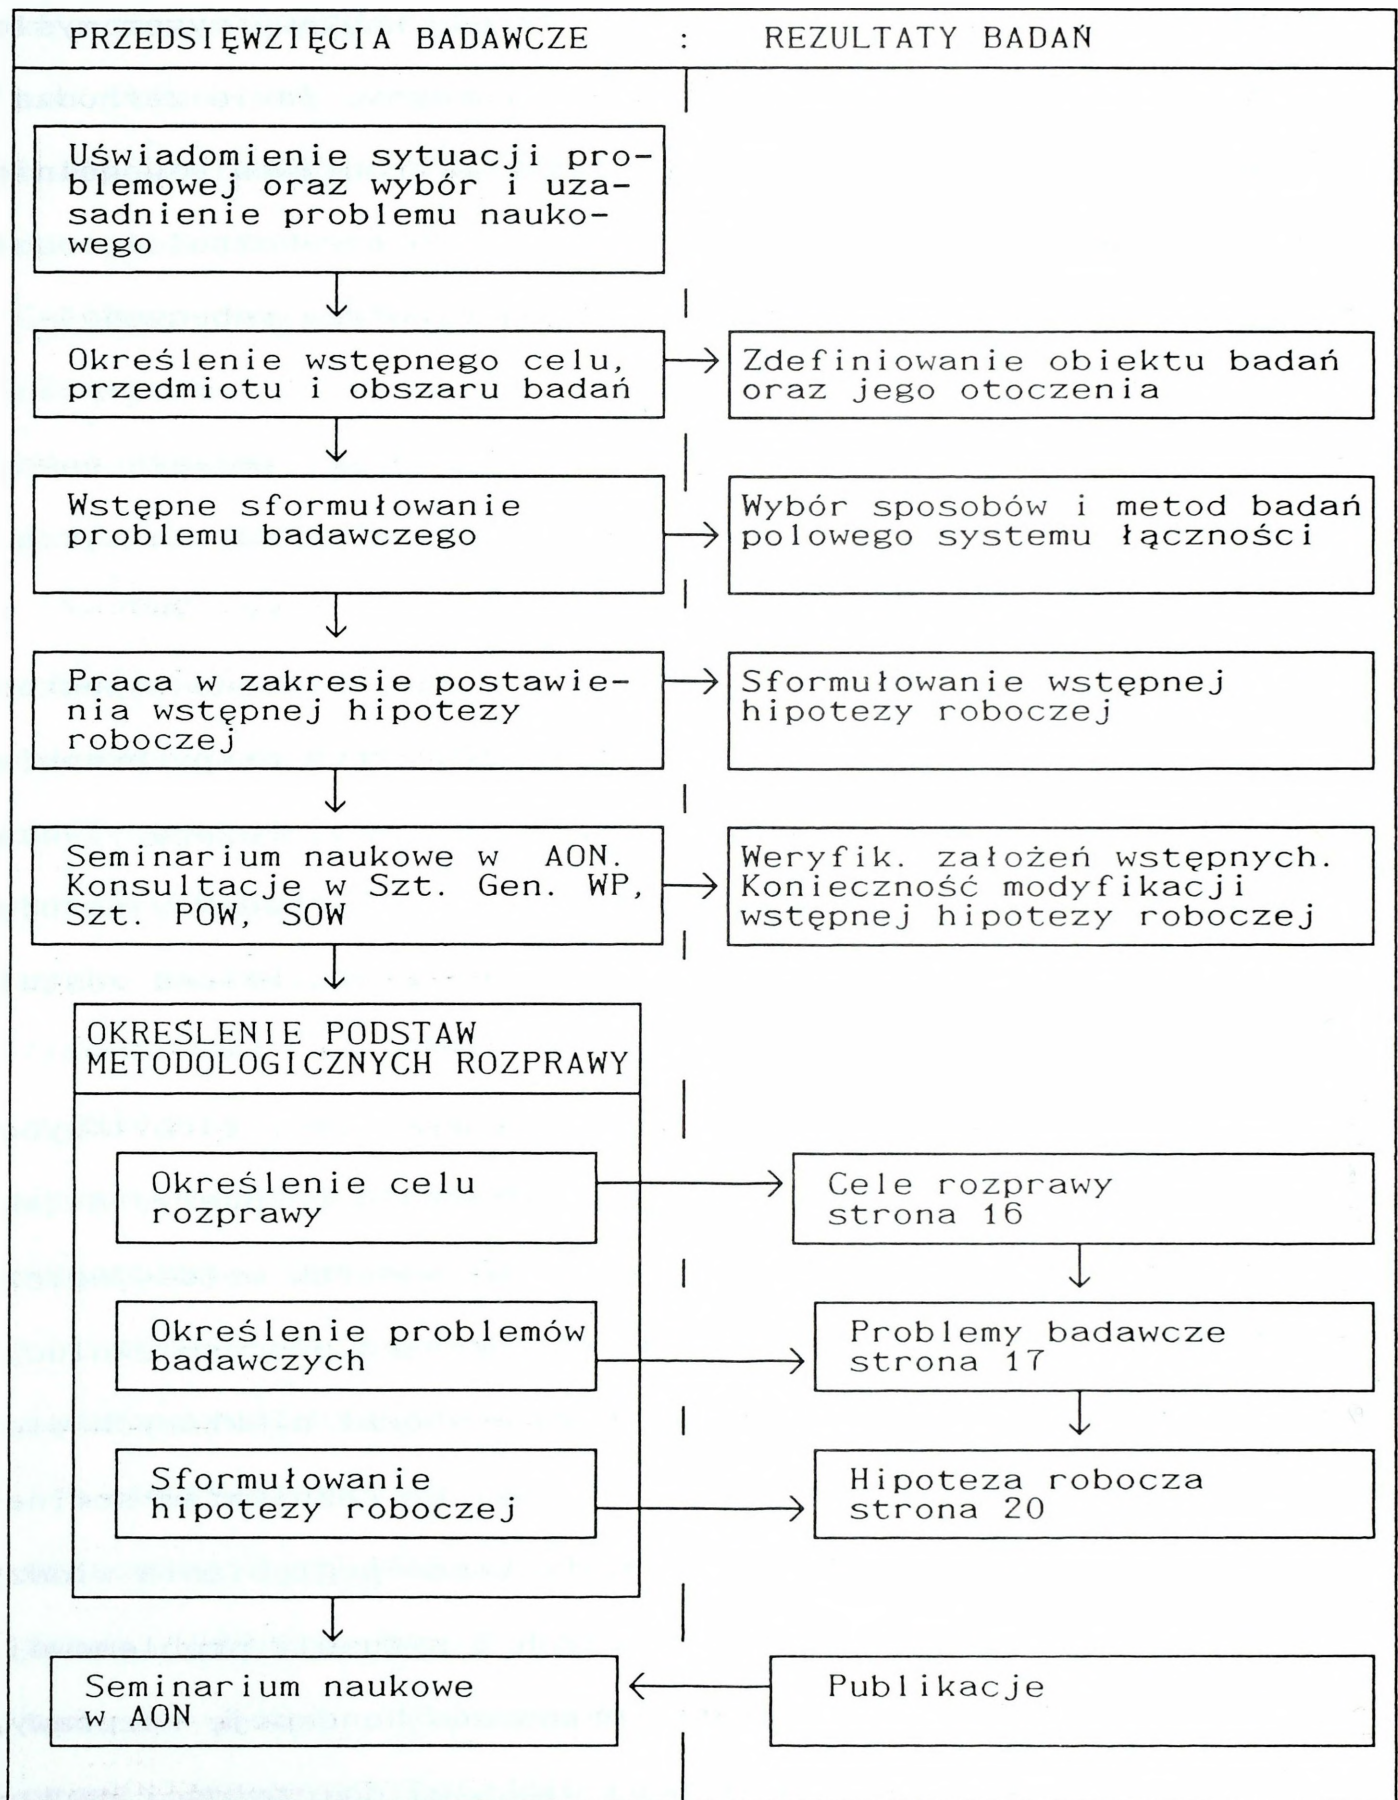 PRZEDSIĘWZIĘCIA BADAWCZE : REZULTATY BADAŃ
Uświadomienie sytuacji pro-
blemowej oraz wybór i uza-
sadnienie problemu nauko-
wego
Określenie wstępnego celu,
przedmiotu i obszaru badań
Zdefiniowanie obiektu badań
oraz jego otoczenia
Wstępne sformułowanie
problemu badawczego
Wybór sposobów i metod badań
polowego systemu łączności
Praca w zakresie postawie-
nia wstępnej hipotezy
roboczej
Sformułowanie wstępnej
hipotezy roboczej
Seminarium naukowe w AON.
Konsultacje w Szt. Gen. WP,
Szt. POW, SOW
Weryfik. założeń wstępnych.
Konieczność modyfikacji
wstępnej hipotezy roboczej
OKREŚLENIE PODSTAW
METODOLOGICZNYCH ROZPRAWY
Określenie celu
rozprawy
Cele rozprawy
strona 16
Określenie problemów
badawczych
Problemy badawcze
strona 17
Sformułowanie
hipotezy roboczej
Hipoteza robocza
strona 20
Seminarium naukowe
w AON
Publikacje